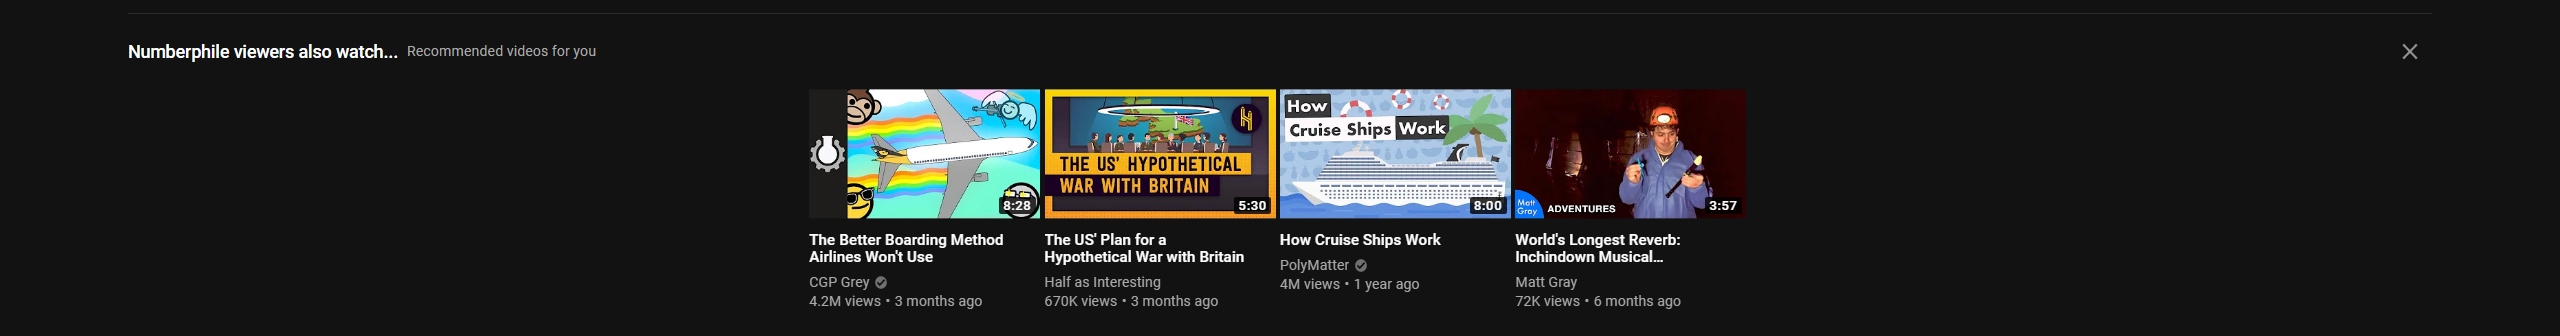 Numberphile viewers also watch... Recommended videos for you
8:28
THE US' HYPOTHETICAL
WAR WITH BRITAIN
5:30
How
Cruise Ships Work
8:00
Matt
Gray
ADVENTURES
3:57
The Better Boarding Method
Airlines Won't Use
CGP Grey
4.2M views • 3 months ago
The US' Plan for a
Hypothetical War with Britain
Half as Interesting
670K views • 3 months ago
How Cruise Ships Work
PolyMatter
4M views • 1 year ago
World's Longest Reverb:
Inchindown Musical...
Matt Gray
72K views • 6 months ago